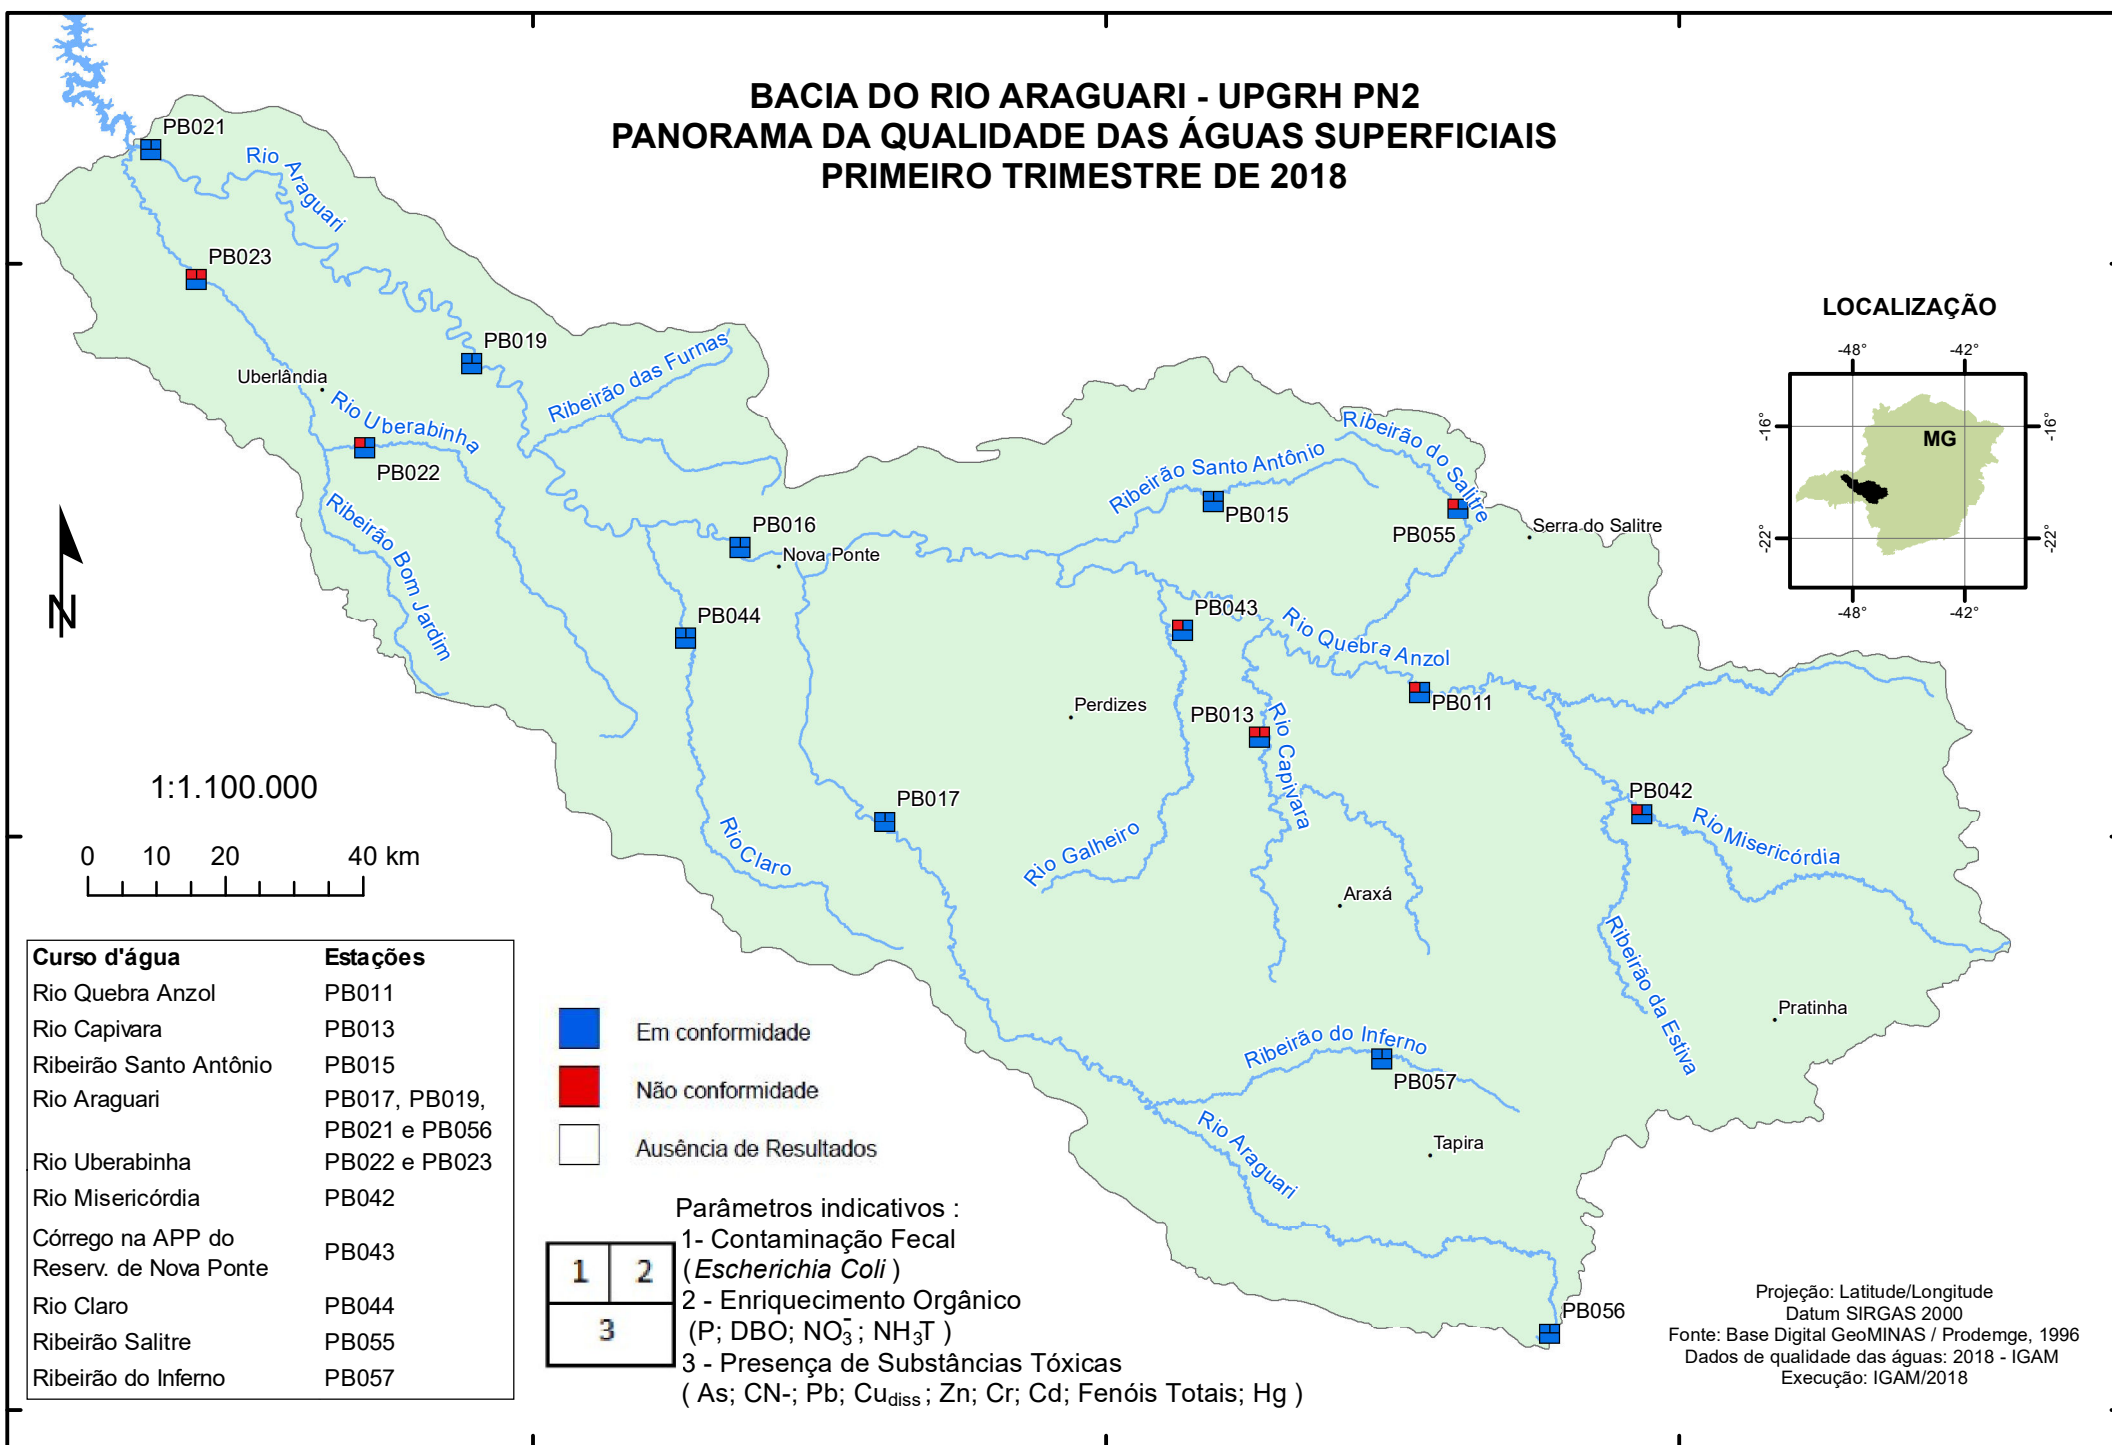 BACIA DO RIO ARAGUARI - UPGRH PN2
PANORAMA DA QUALIDADE DAS ÁGUAS SUPERFICIAIS
PRIMEIRO TRIMESTRE DE 2018
PB021
Rio Araguari
PB023
PB019
Uberlândia
Rio Uberabinha
PB022
Ribeirão das Furnas
Ribeirão Bom Jardim
PB016
Nova Ponte
PB044
Ribeirão Santo Antônio
PB015
Ribeirão do Salitre
PB055
Serra do Salitre
PB043
Rio Quebra Anzol
PB011
Perdizes
PB013
Rio Capivara
PB017
Rio Claro
Rio Galheiro
PB042
Rio Misericórdia
Araxá
Ribeirão da Estiva
Pratinha
Ribeirão do Inferno
PB057
Rio Araguari
Tapira
PB056
LOCALIZAÇÃO
-48° -42°
-16° -16°
MG
-22° -22°
-48° -42°
N
1:1.100.000
0 10 20 40 km
Curso d'água Estações
Rio Quebra Anzol PB011
Rio Capivara PB013
Ribeirão Santo Antônio PB015
Rio Araguari PB017, PB019,
PB021 e PB056
Rio Uberabinha PB022 e PB023
Rio Misericórdia PB042
Córrego na APP do
Reserv. de Nova Ponte PB043
Rio Claro PB044
Ribeirão Salitre PB055
Ribeirão do Inferno PB057
Em conformidade
Não conformidade
Ausência de Resultados
1 2
3
Parâmetros indicativos :
1- Contaminação Fecal
(Escherichia Coli )
2 - Enriquecimento Orgânico
(P; DBO; NO₃⁻; NH₃T )
3 - Presença de Substâncias Tóxicas
( As; CN-; Pb; Cu diss ; Zn; Cr; Cd; Fenóis Totais; Hg )
Projeção: Latitude/Longitude
Datum SIRGAS 2000
Fonte: Base Digital GeoMINAS / Prodemge, 1996
Dados de qualidade das águas: 2018 - IGAM
Execução: IGAM/2018